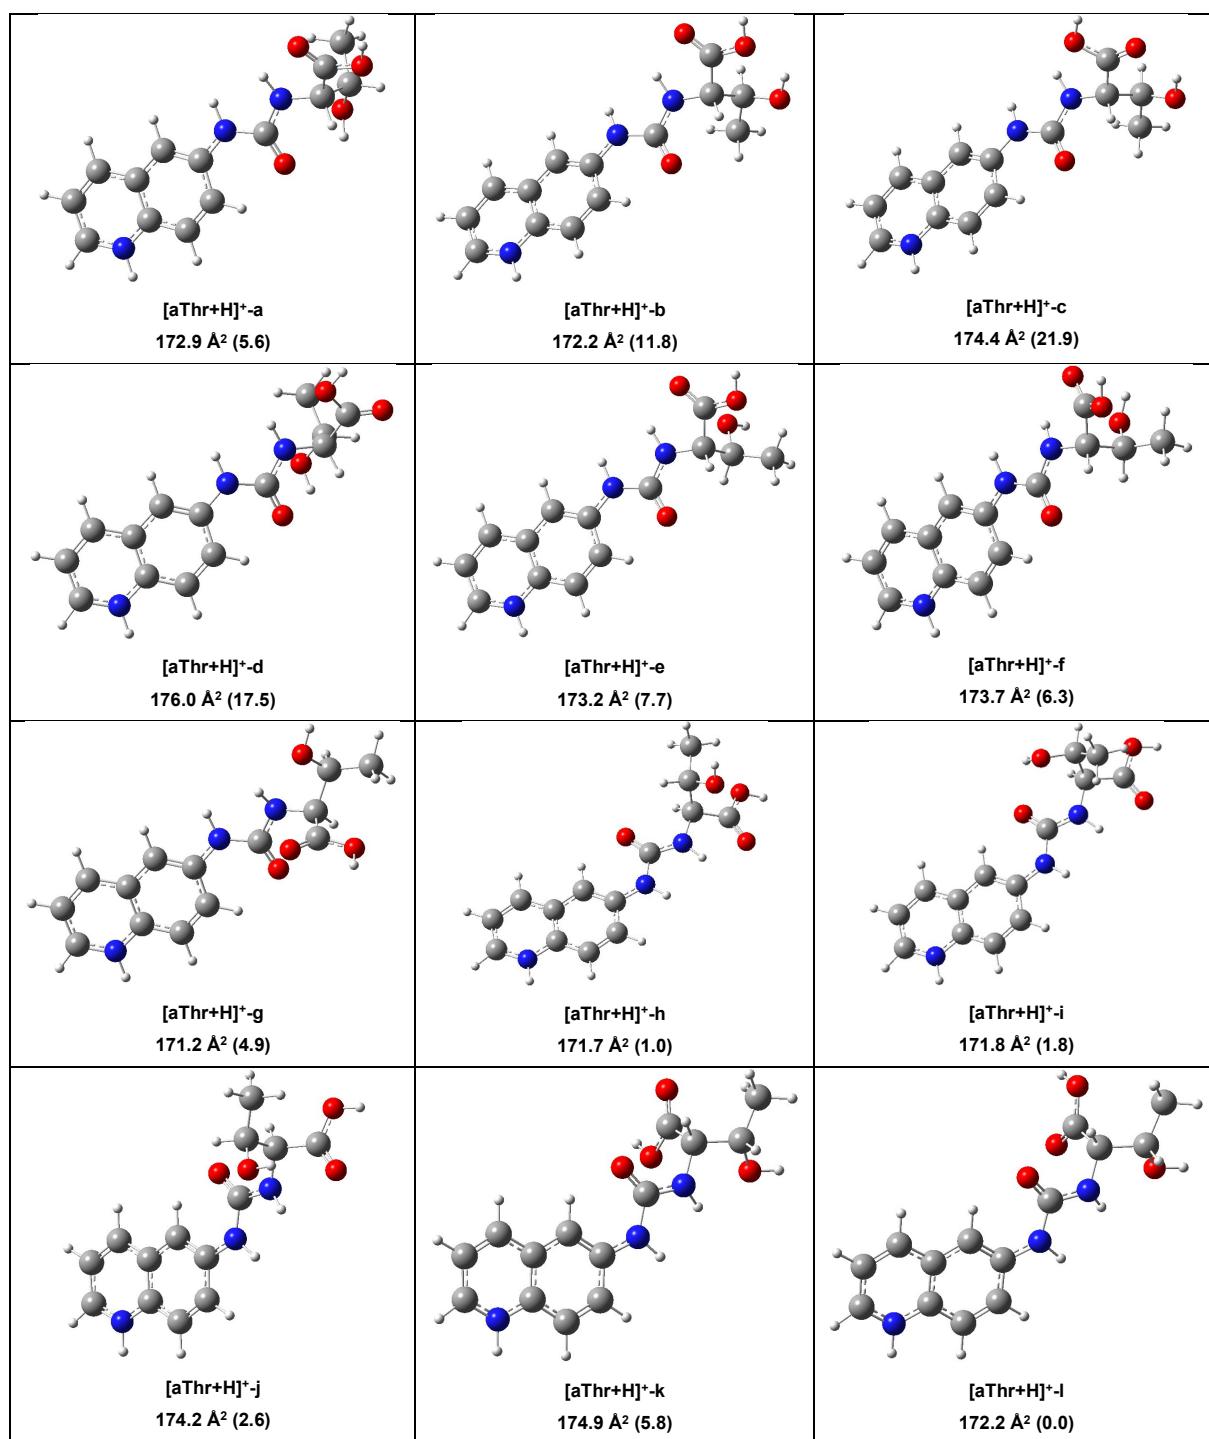 [aThr+H]⁺-a
172.9 Å² (5.6)
[aThr+H]⁺-b
172.2 Å² (11.8)
[aThr+H]⁺-c
174.4 Å² (21.9)
[aThr+H]⁺-d
176.0 Å² (17.5)
[aThr+H]⁺-e
173.2 Å² (7.7)
[aThr+H]⁺-f
173.7 Å² (6.3)
[aThr+H]⁺-g
171.2 Å² (4.9)
[aThr+H]⁺-h
171.7 Å² (1.0)
[aThr+H]⁺-i
171.8 Å² (1.8)
[aThr+H]⁺-j
174.2 Å² (2.6)
[aThr+H]⁺-k
174.9 Å² (5.8)
[aThr+H]⁺-l
172.2 Å² (0.0)